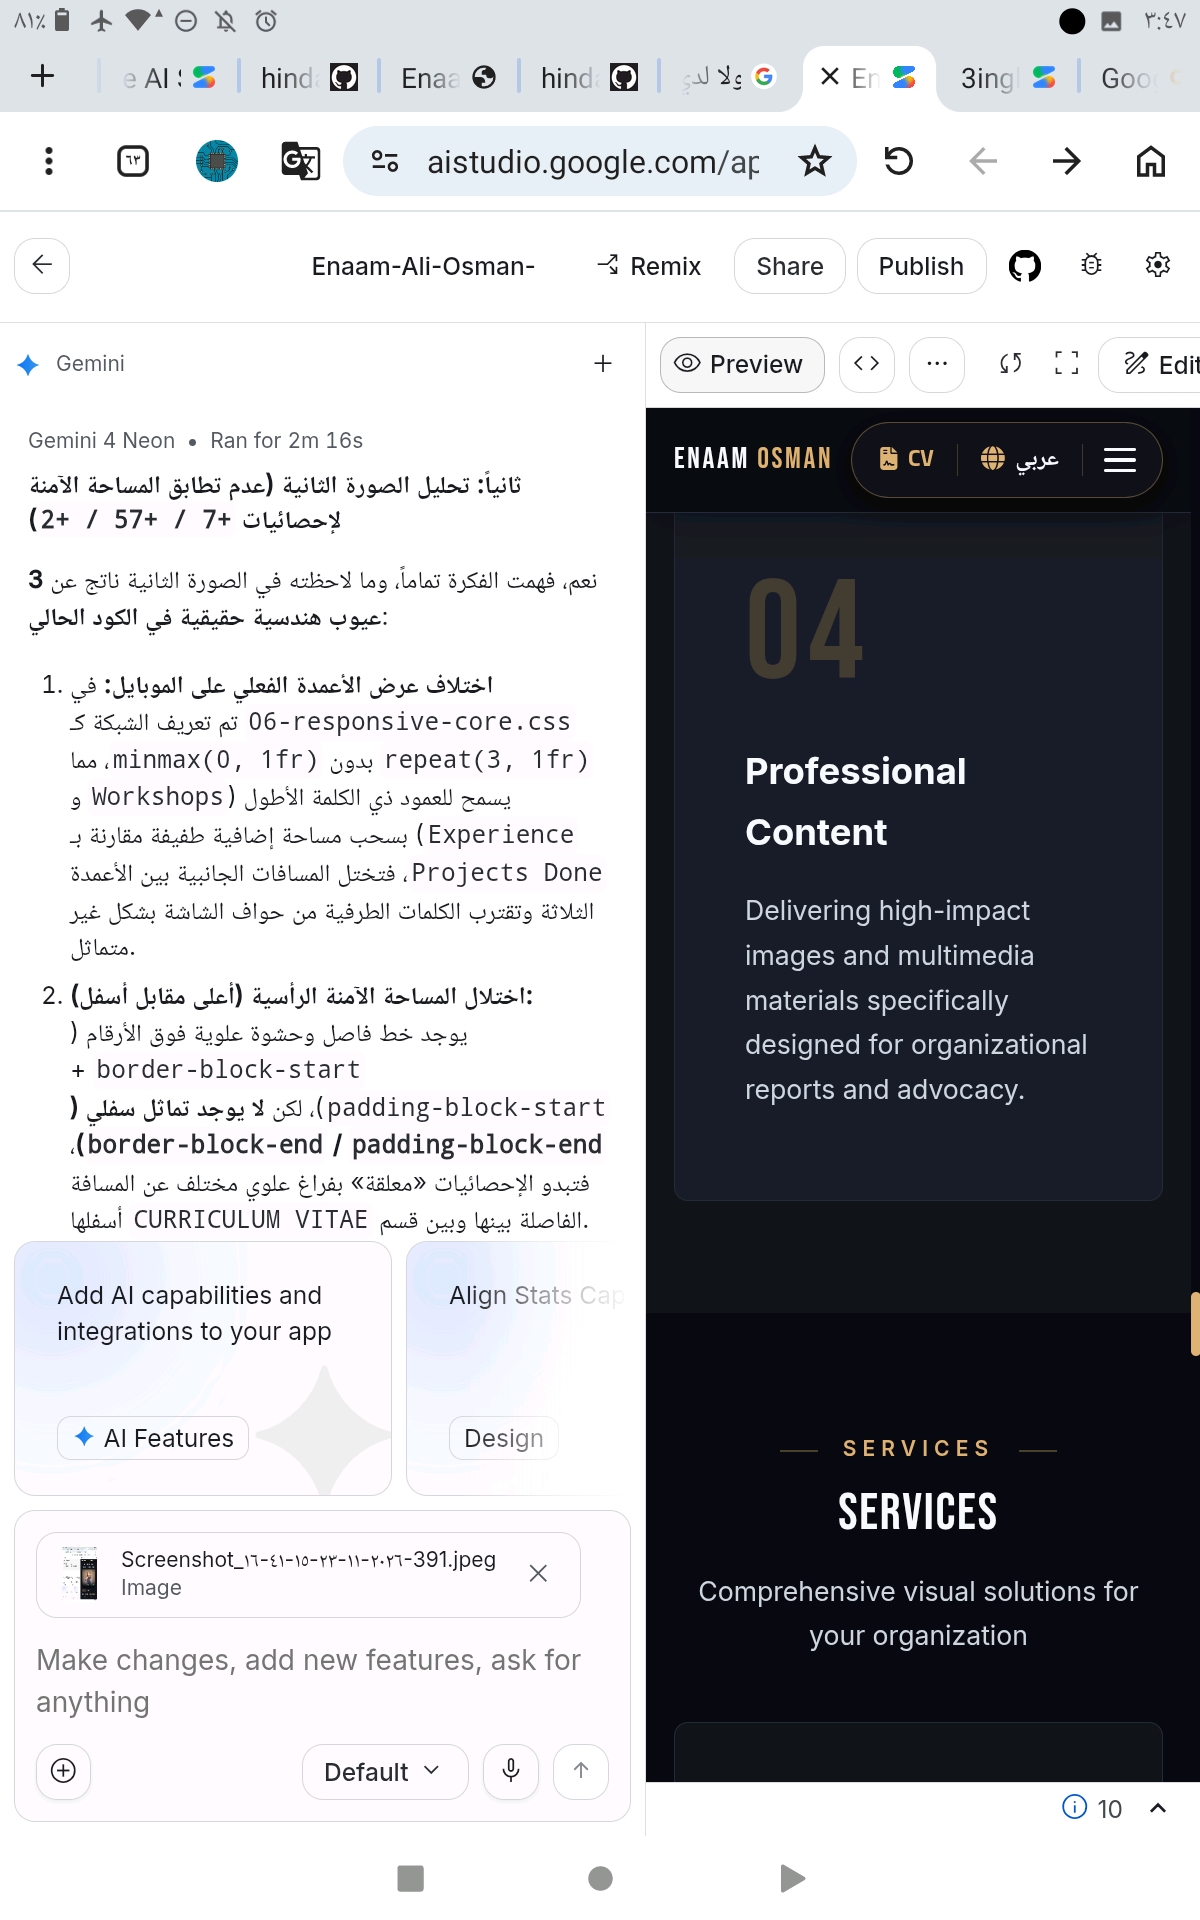 ٨١٪ ٣:٤٧
e AI S hind Enaa hind ولا لدي En 3ing Goo
٦٣ aistudio.google.com/ap
Enaam-Ali-Osman- Remix Share Publish
Gemini
Gemini 4 Neon • Ran for 2m 16s
ثانياً: تحليل الصورة الثانية (عدم تطابق المساحة الآمنة
لإحصائيات +7 / +57 / +2)
نعم، فهمت الفكرة تماماً، وما لاحظته في الصورة الثانية ناتج عن 3
عيوب هندسية حقيقية في الكود الحالي:
1. اختلاف عرض الأعمدة الفعلي على الموبايل: في
06-responsive-core.css تم تعريف الشبكة كـ
repeat(3, 1fr) بدون minmax(0, 1fr)، مما
يسمح للعمود ذي الكلمة الأطول (Workshops و
Experience) بسحب مساحة إضافية طفيفة مقارنة بـ
Projects Done، فتختل المسافات الجانبية بين الأعمدة
الثلاثة وتقترب الكلمات الطرفية من حواف الشاشة بشكل غير
متماثل.
2. اختلال المساحة الآمنة الرأسية (أعلى مقابل أسفل):
يوجد خط فاصل وحشوة علوية فوق الأرقام (
border-block-start +
padding-block-start)، لكن لا يوجد تماثل سفلي (
border-block-end / padding-block-end)،
فتبدو الإحصائيات «معلقة» بفراغ علوي مختلف عن المسافة
الفاصلة بينها وبين قسم CURRICULUM VITAE أسفلها.
Add AI capabilities and
integrations to your app
AI Features
Align Stats Cap
Design
Screenshot_٢٠٢٦-١١-٢٣-١٥-٤١-١٦-391.jpeg
Image
Make changes, add new features, ask for
anything
Default
Preview Edit
ENAAM OSMAN CV عربي
04
Professional
Content
Delivering high-impact
images and multimedia
materials specifically
designed for organizational
reports and advocacy.
SERVICES
SERVICES
Comprehensive visual solutions for
your organization
10